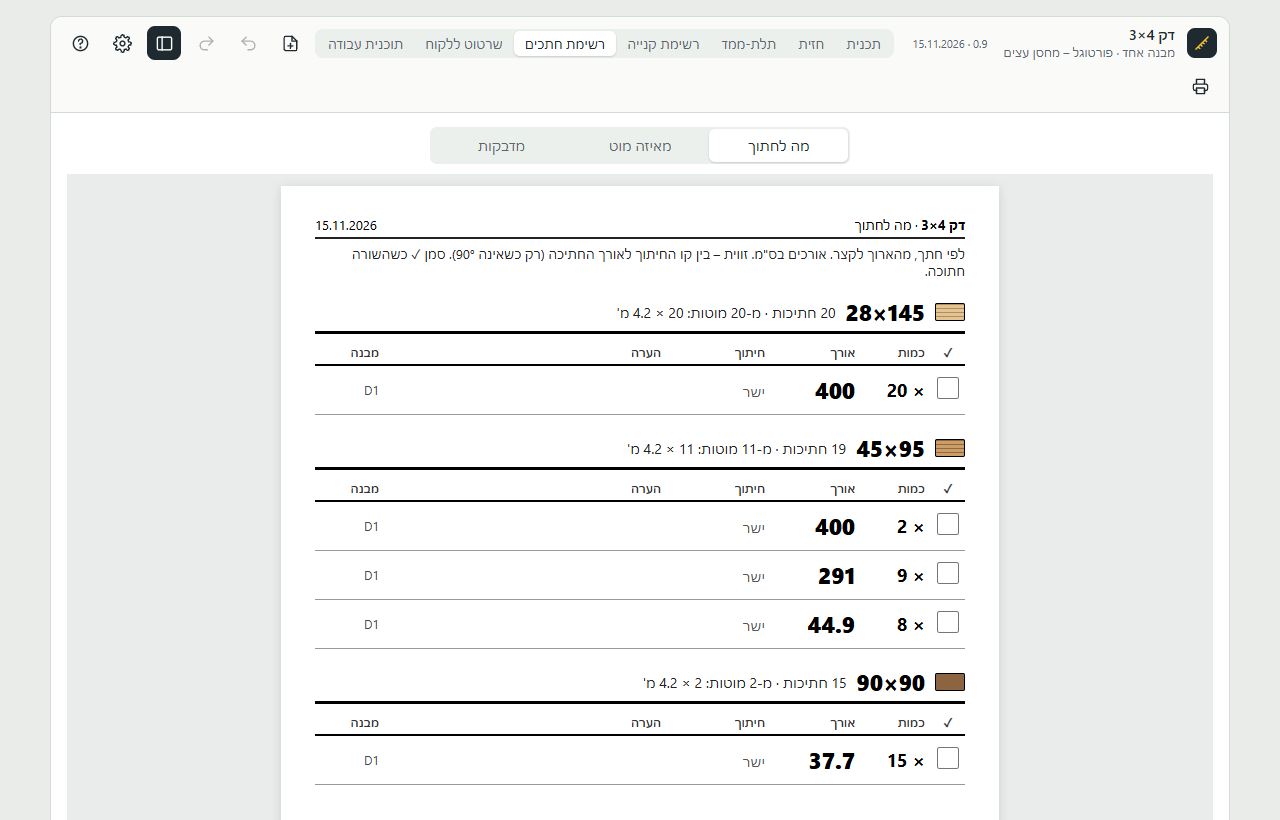 דק 4×3
מבנה אחד · פורטוגל – מחסן עצים
0.9 · 15.11.2026
תכנית
חזית
תלת-ממד
רשימת קנייה
רשימת חתכים
שרטוט ללקוח
תוכנית עבודה
מה לחתוך
מאיזה מוט
מדבקות
דק 4×3 · מה לחתוך
15.11.2026
לפי חתך, מהארוך לקצר. אורכים בס"מ. זווית – בין קו החיתוך לאורך החתיכה (רק כשאינה 90°). סמן ✓ כשהשורה
חתוכה.
28×145 20 חתיכות · מ-20 מוטות: 20 × 4.2 מ'
✓ כמות אורך חיתוך הערה מבנה
20 × 400 ישר D1
45×95 19 חתיכות · מ-11 מוטות: 11 × 4.2 מ'
✓ כמות אורך חיתוך הערה מבנה
2 × 400 ישר D1
9 × 291 ישר D1
8 × 44.9 ישר D1
90×90 15 חתיכות · מ-2 מוטות: 2 × 4.2 מ'
✓ כמות אורך חיתוך הערה מבנה
15 × 37.7 ישר D1